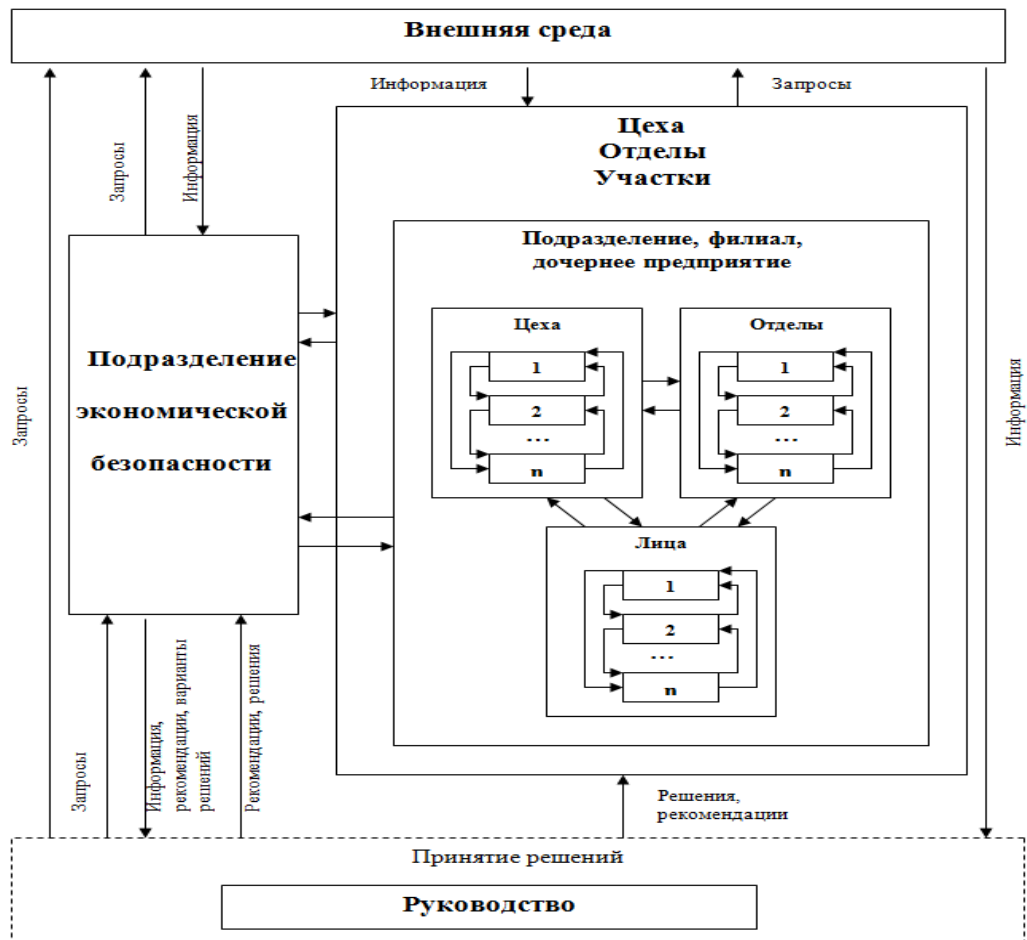 Внешняя среда
Информация
Запросы
Запросы
Информация
Запросы
Информация
Цеха
Отделы
Участки
Подразделение, филиал,
дочернее предприятие
Цеха
1
2
...
n
Отделы
1
2
...
n
Лица
1
2
...
n
Подразделение
экономической
безопасности
Запросы
Информация,
рекомендации, варианты
решений
Рекомендации, решения
Решения,
рекомендации
Принятие решений
Руководство